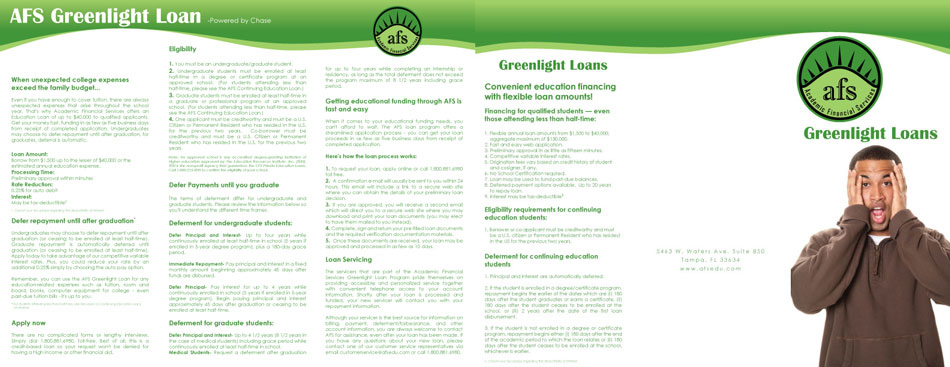 AFS Greenlight Loan -Powered by Chase
When unexpected college expenses
exceed the family budget...
Even if you have enough to cover tuition, there are always
unexpected expenses that arise throughout the school
year. That's why Academic Financial Services offers an
Education Loan of up to $40,000 to qualified applicants.
Get your money fast, funding in as few as five business days
from receipt of completed application. Undergraduates
may choose to defer repayment until after graduation; for
graduates, deferral is automatic.
Loan Amount:
Borrow from $1,500 up to the lesser of $40,000 or the
estimated annual education expense.
Processing Time:
Preliminary approval within minutes
Rate Reduction:
0.25% for auto debit
Interest:
May be tax-deductible
Defer repayment until after graduation*
Undergraduates may choose to defer repayment until after
graduation (or ceasing to be enrolled at least half-time).
Graduate repayment is automatically deferred until
graduation (or ceasing to be enrolled at least half-time).
Apply today to take advantage of our competitive variable
interest rates. Plus, you could reduce your rate by an
additional 0.25% simply by choosing the auto pay option.
Remember, you can use the AFS Greenlight Loan for any
education-related expenses such as tuition, room and
board, books, computer equipment for college - even
past-due tuition bills - it's up to you.
Apply now
There are no complicated forms or lengthy interviews.
Simply dial 1.800.881.6980, toll-free. Best of all, this is a
credit-based loan so your request won't be denied for
having a high income or other financial aid.
Eligibility
1. You must be an undergraduate/graduate student.
2. Undergraduate students must be enrolled at least
half-time in a degree or certificate program at an
approved school. (For students attending less than
half-time, please see the AFS Continuing Education Loan.)
3. Graduate students must be enrolled at least half-time in
a graduate or professional program at an approved
school. (For students attending less than half-time, please
see the AFS Continuing Education Loan.)
4. One applicant must be creditworthy and must be a U.S.
Citizen or Permanent Resident who has resided in the U.S.
for the previous two years. Co-borrower must be
creditworthy and must be a U.S. Citizen or Permanent
Resident who has resided in the U.S. for the previous two
years.
Defer Payments until you graduate
The terms of deferment differ for undergraduate and
graduate students. Please review the information below so
you'll understand the different time frames.
Deferment for undergraduate students:
Defer Principal and Interest- Up to four years while
continuously enrolled at least half-time in school (5 years if
enrolled in 5-year degree program), plus a 180-day grace
period.
Immediate Repayment- Pay principal and interest in fixed
months amount beginning approximately 45 days after
funds are disbursed.
Defer Principal- Pay interest for up to 4 years while
continuously enrolled in school (5 years if enrolled in 5-year
degree program). Begin paying principal and interest
approximately 45 days after graduation or ceasing to be
enrolled at least half time.
Deferment for graduate students:
Defer Principal and Interest- Up to 4 1/2 years (8 1/2 years in
the case of medical students) including grace period while
continuously enrolled at least half-time in school.
Medical Students- Request a deferment after graduation
for up to four years while completing an internship or
residency, as long as the total deferment does not exceed
the program maximum of 8 1/2 years including grace
period.
Getting educational funding through AFS is
fast and easy
When it comes to your educational funding needs, you
can't afford to wait. The AFS loan program offers a
streamlined application process - you can get your loan
proceeds in as few as five business days from receipt of
completed application.
Here's how the loan process works:
1. To request your loan, apply online or call 1.800.881.6980
toll free.
2. A confirmation email will usually be sent to you within 24
hours. This email will include a link to a secure web site
where you can obtain the details of your preliminary loan
decision.
3. If you are approved, you will receive a second email
which will direct you to a secure web site where you may
download and print your loan documents (you may elect
to have them mailed to you instead).
4. Complete, sign and return your pre-filled loan documents
and the required verification documentation materials.
5. Once these documents are received, your loan may be
approved and processed in as few as 10 days.
Loan Servicing
The services that are part of the Academic Financial
Services Greenlight Loan Program pride themselves on
providing accessible and personalized service together
with convenient telephone access to your account
information. Shortly after your loan is processed and
funded, your new servicer will contact you with your
repayment information.
Although your servicer is the best source for information on
billing, payment, deferment/forbearance, and other
account information, you are always welcome to contact
AFS for assistance, even after your loan has been made. If
you have any questions about your new loan, please
contact one of our customer service representatives via
email customerservice@afsedu.com or call 1.800.881.6980.
afs
Academic Financial Services
Greenlight Loans
Convenient education financing
with flexible loan amounts!
Financing for qualified students — even
those attending less than half-time:
1. Flexible annual loan amounts from $1,500 to $40,000;
aggregate maximum of $130,000.
2. Fast and easy web application.
3. Preliminary approval in as little as fifteen minutes.
4. Competitive variable interest rates.
5. Origination fees vary based on credit history of student
and cosigner, if any.
6. No School Certification required.
7. Loan may be used to fund past-due balances.
8. Deferred payment options available. Up to 20 years
to repay loan.
9. Interest may be tax-deductible
Eligibility requirements for continuing
education students:
1. Borrower or co-applicant must be creditworthy and must
be a U.S. citizen or Permanent Resident who has resided
in the US for the previous two years.
Deferment for continuing education
students
1. Principal and interest are automatically deferred.
2. If the student is enrolled in a degree/certificate program,
repayment begins the earlier of the dates which are (i) 180
days after the student graduates or earns a certificate, (ii)
180 days after the student ceases to be enrolled at the
school, or (iii) 2 years after the date of the first loan
disbursement.
3. If the student is not enrolled in a degree or certificate
program, repayment begins either (i) 180 days after the end
of the academic period to which the loan relates or (ii) 180
days after the student ceases to be enrolled at the school,
whichever is earlier.
3463 W. Waters Ave. Suite 850
Tampa, FL 33634
www.afsedu.com
afs
Academic Financial Services
Greenlight Loans